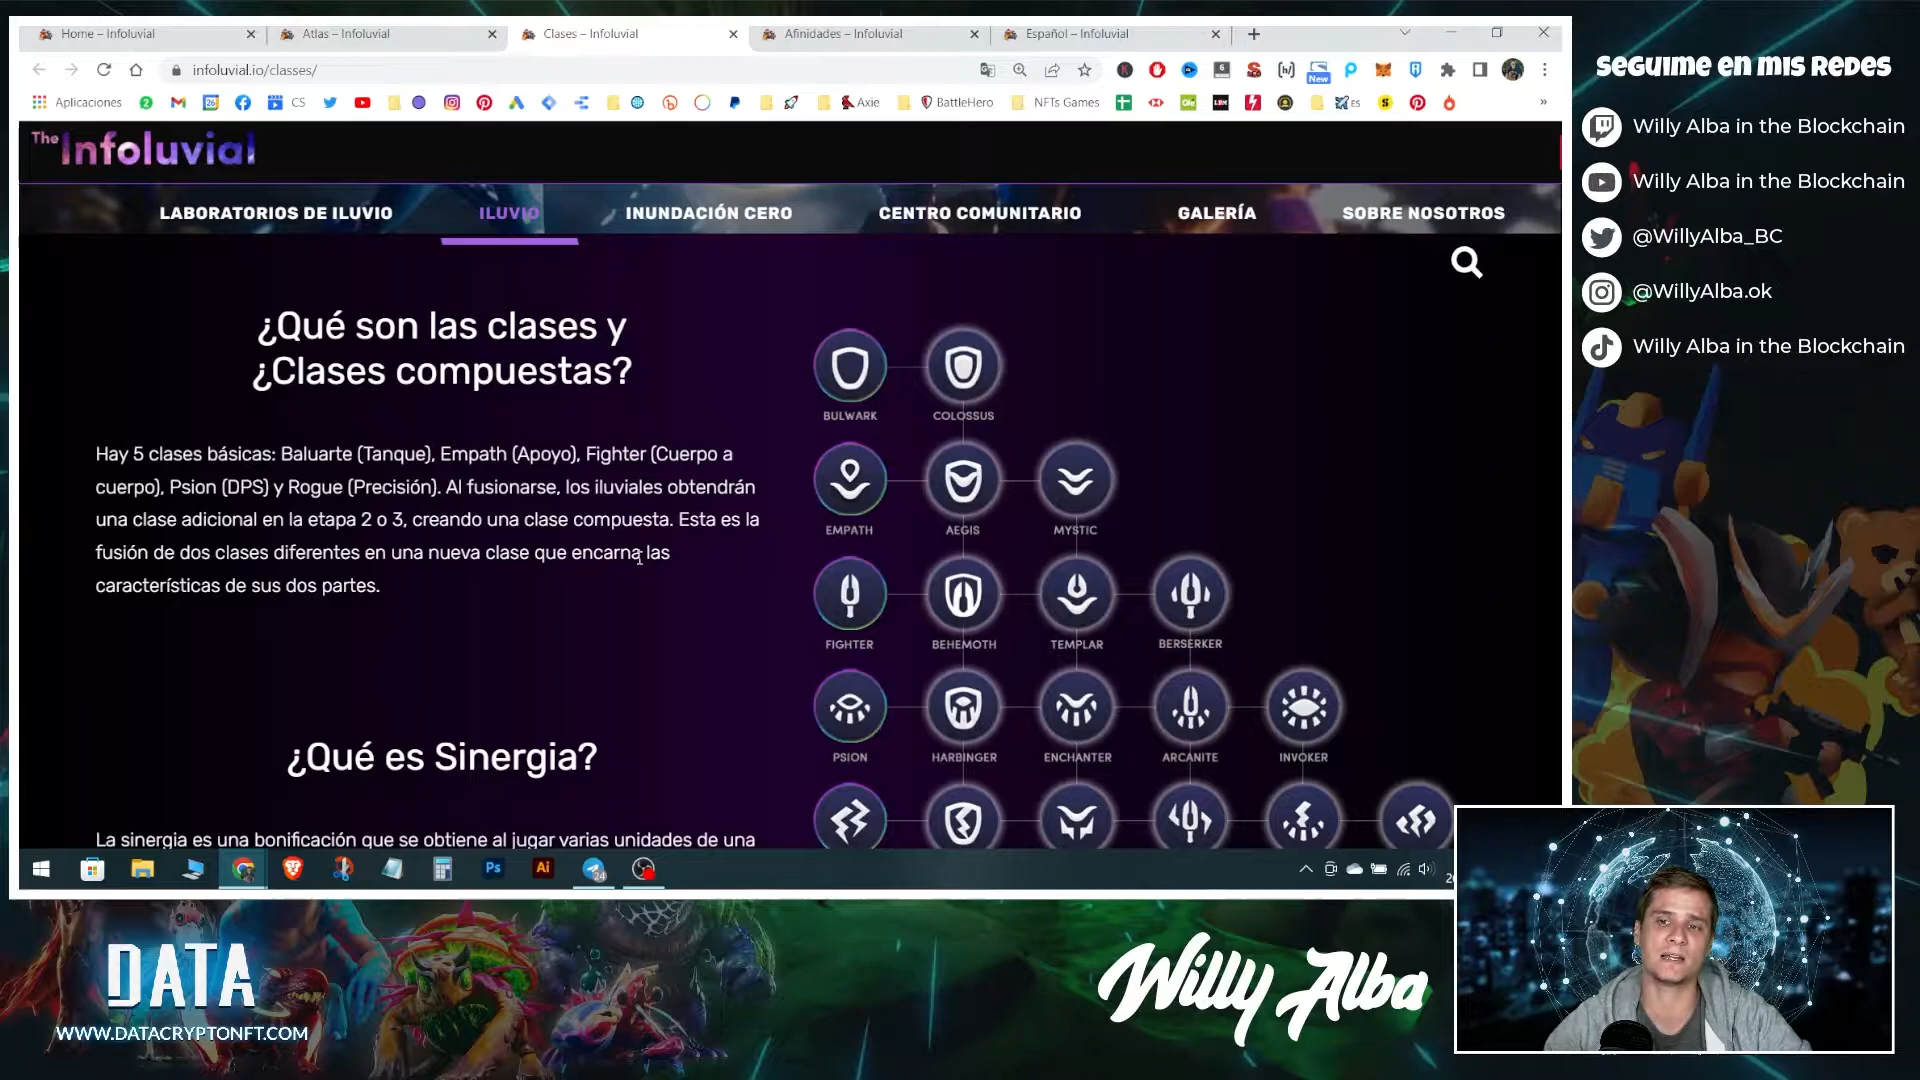 Home – Infoluvial
Atlas – Infoluvial
Clases – Infoluvial
Afinidades – Infoluvial
Español – Infoluvial
infoluvial.io/classes/
New
Aplicaciones
CS
Axie
BattleHero
NFTs Games
ES
The Infoluvial
LABORATORIOS DE ILUVIO
ILUVIO
INUNDACIÓN CERO
CENTRO COMUNITARIO
GALERÍA
SOBRE NOSOTROS
¿Qué son las clases y
¿Clases compuestas?
Hay 5 clases básicas: Baluarte (Tanque), Empath (Apoyo), Fighter (Cuerpo a
cuerpo), Psion (DPS) y Rogue (Precisión). Al fusionarse, los iluviales obtendrán
una clase adicional en la etapa 2 o 3, creando una clase compuesta. Esta es la
fusión de dos clases diferentes en una nueva clase que encarna las
características de sus dos partes.
¿Qué es Sinergia?
La sinergia es una bonificación que se obtiene al jugar varias unidades de una
BULWARK
COLOSSUS
EMPATH
AEGIS
MYSTIC
FIGHTER
BEHEMOTH
TEMPLAR
BERSERKER
PSION
HARBINGER
ENCHANTER
ARCANITE
INVOKER
Ps
Ai
24
SEGUIME EN MIS REDES
Willy Alba in the Blockchain
Willy Alba in the Blockchain
@WillyAlba_BC
@WillyAlba.ok
Willy Alba in the Blockchain
DATA
WWW.DATACRYPTONFT.COM
Willy Alba